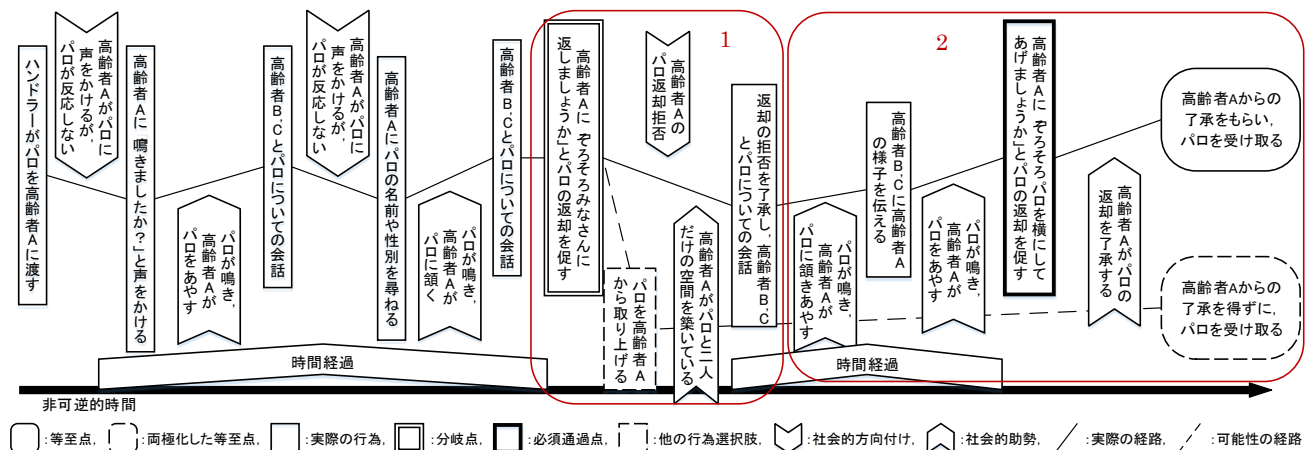 ハンドラーがパロを高齢者Aに渡す
高齢者Aがパロに
声をかけるが,
パロが反応しない
高齢者Aに「鳴きましたか?」と声をかける
パロが鳴き,
高齢者Aが
パロをあやす
高齢者B,Cとパロについての会話
高齢者Aがパロに
声をかけるが,
パロが反応しない
高齢者Aにパロの名前や性別を尋ねる
パロが鳴き,
高齢者Aが
パロに頷く
高齢者B,Cとパロについての会話
高齢者Aに「そろそろみなさんに
返しましょうか」とパロの返却を促す
パロを高齢者A
から取り上げる
高齢者Aの
パロ返却拒否
高齢者Aがパロと二人
だけの空間を築いている
1
返却の拒否を了承し,高齢者B,C
とパロについての会話
2
パロが鳴き,
高齢者Aが
パロに頷きあやす
高齢者B,Cに高齢者A
の様子を伝える
パロが鳴き,
高齢者Aが
パロをあやす
高齢者Aに「そろそろパロを横にして
あげましょうか」とパロの返却を促す
高齢者Aがパロの
返却を了承する
高齢者Aからの
了承をもらい,
パロを受け取る
高齢者Aからの
了承を得ずに,
パロを受け取る
時間経過
時間経過
非可逆的時間
:等至点, :両極化した等至点, :実際の行為, :分岐点, :必須通過点, :他の行為選択肢, :社会的方向付け, :社会的助勢, :実際の経路, :可能性の経路